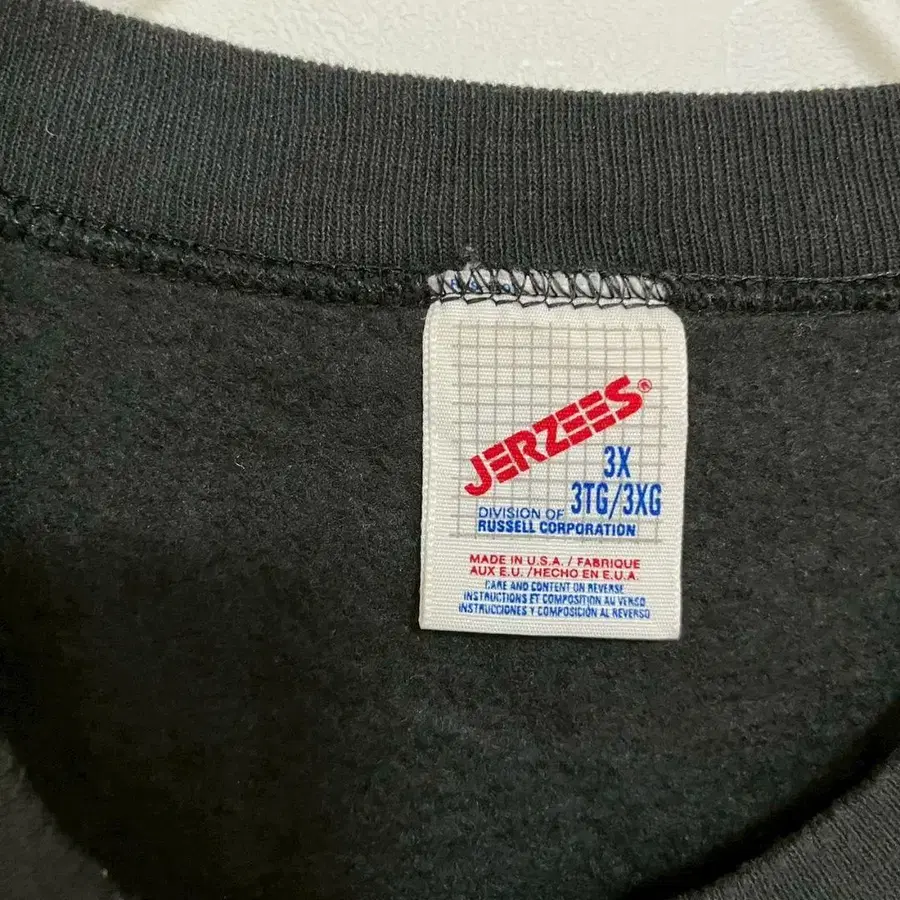 JERZEES®
3X
3TG/3XG
DIVISION OF
RUSSELL CORPORATION
MADE IN U.S.A. / FABRIQUE
AUX E.U. / HECHO EN E.U.A.
CARE AND CONTENT ON REVERSE
INSTRUCTIONS ET COMPOSITION AU VERSO
INSTRUCCIONES Y COMPOSICIÓN AL REVERSO